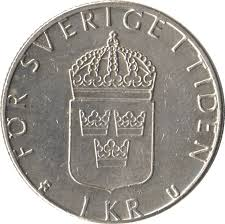 FÖR SVERIGE I TIDEN
1 KR
U